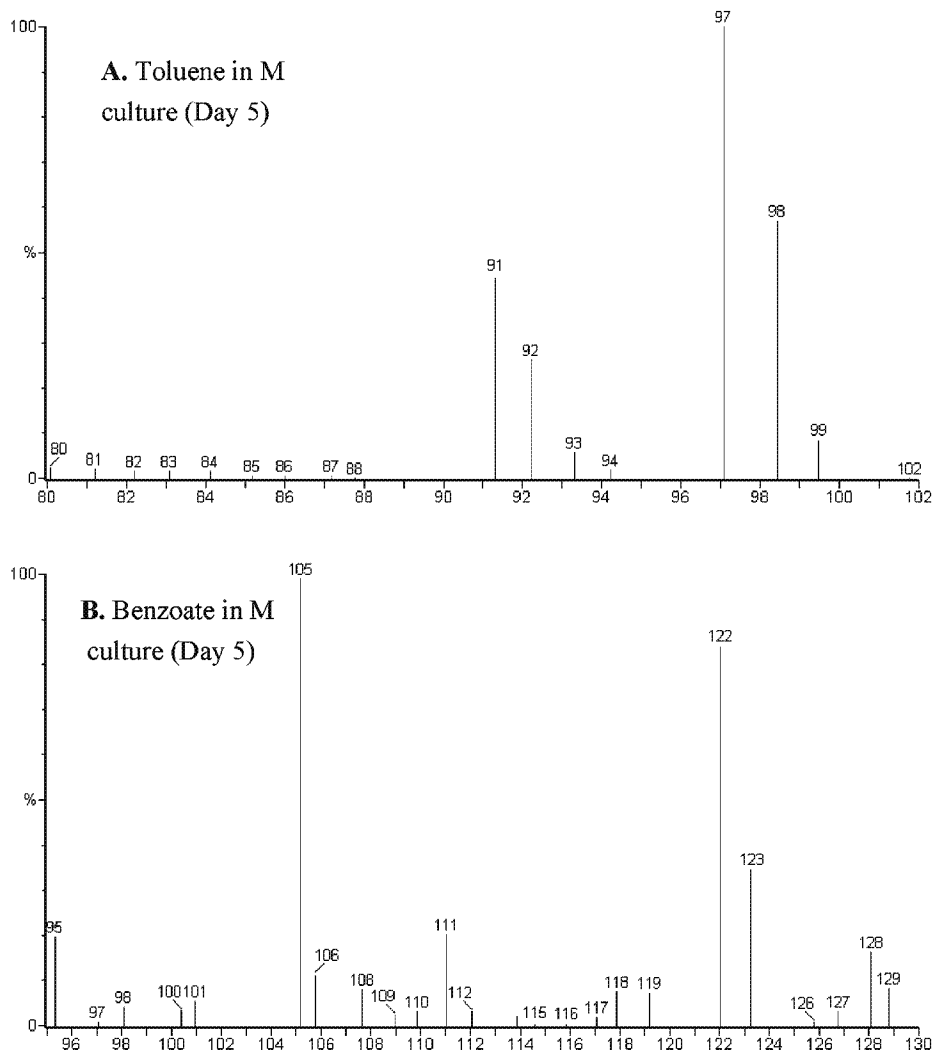 100
97
A. Toluene in M
culture (Day 5)
98
91
%
92
99
93
80 81 82 83 84 85 86 87 88 94 102
0
80 82 84 86 88 90 92 94 96 98 100 102
100
105
B. Benzoate in M
culture (Day 5)
122
%
123
95 111
128
106
108 118 119 129
97 98 100 101 109 110 112 115 116 117 126 127
0
96 98 100 102 104 106 108 110 112 114 116 118 120 122 124 126 128 130